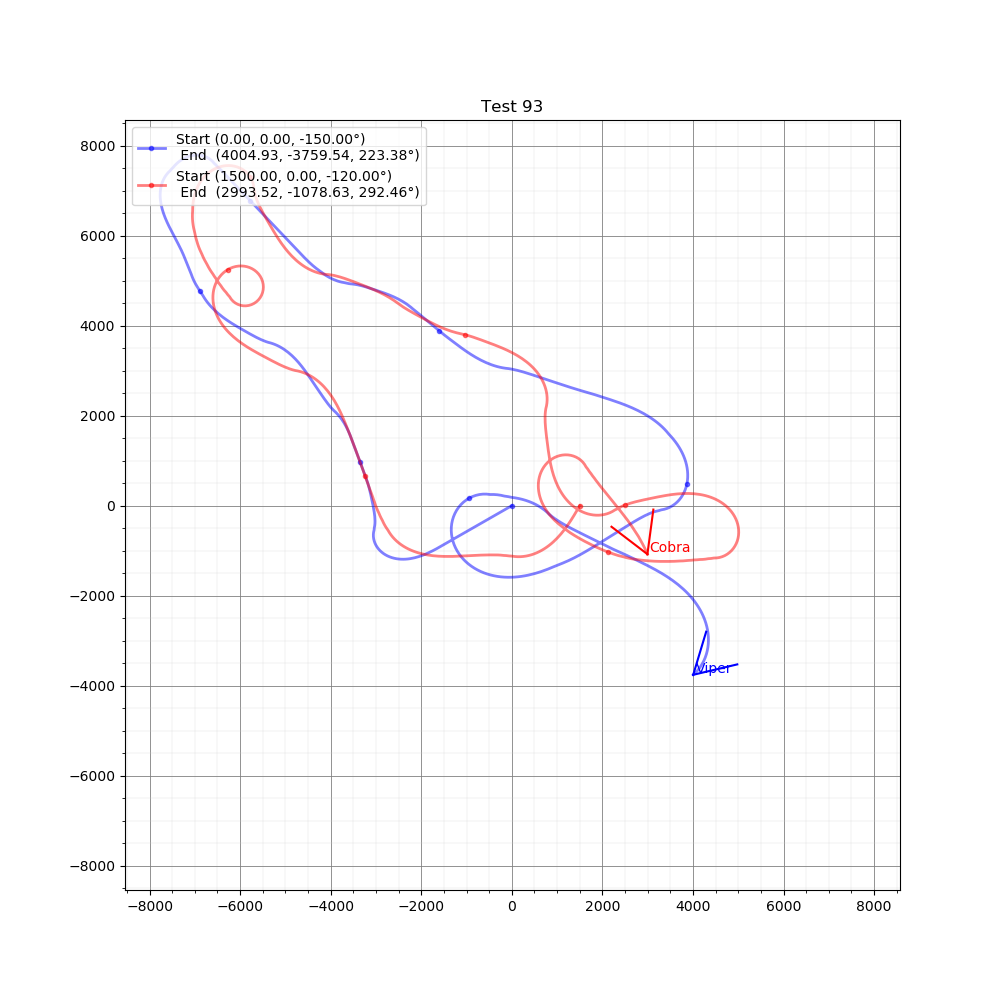 Test 93
Start (0.00, 0.00, -150.00°)
End  (4004.93, -3759.54, 223.38°)
Start (1500.00, 0.00, -120.00°)
End  (2993.52, -1078.63, 292.46°)
8000
6000
4000
2000
0
−2000
−4000
−6000
−8000
Cobra
Viper
−8000 −6000 −4000 −2000 0 2000 4000 6000 8000